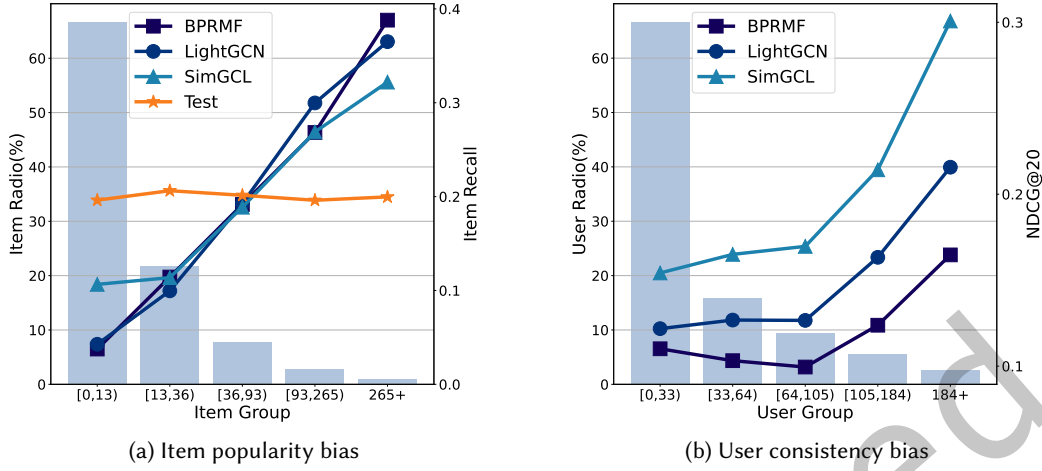 BPRMF
LightGCN
SimGCL
Test
60
50
40
30
20
10
0
Item Radio(%)
0.4
0.3
0.2
0.1
0.0
Item Recall
[0,13) [13,36) [36,93) [93,265) 265+
Item Group
(a) Item popularity bias
BPRMF
LightGCN
SimGCL
60
50
40
30
20
10
0
User Radio(%)
0.3
0.2
0.1
NDCG@20
[0,33) [33,64) [64,105) [105,184) 184+
User Group
(b) User consistency bias
ed